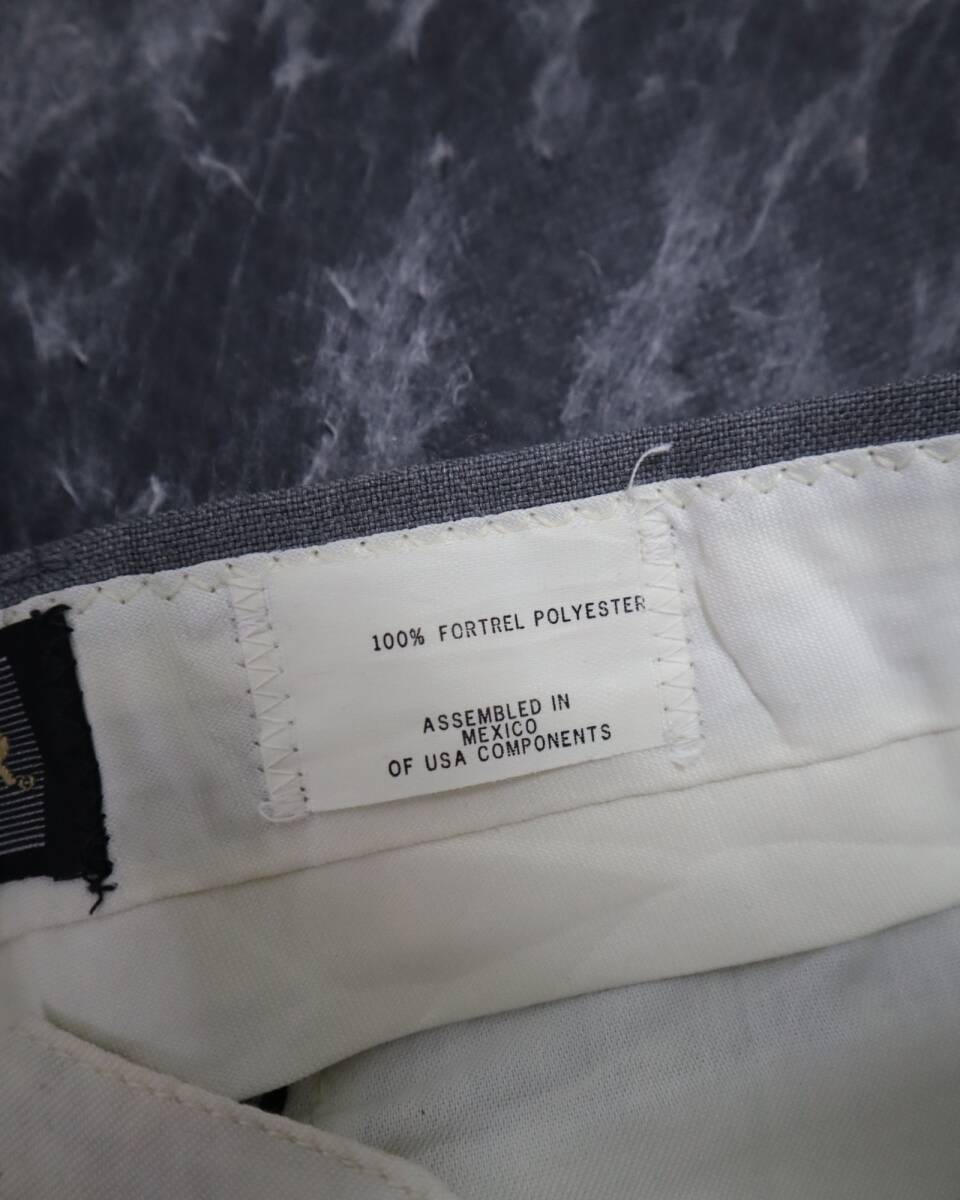 100% FORTREL POLYESTER
ASSEMBLED IN
MEXICO
OF USA COMPONENTS